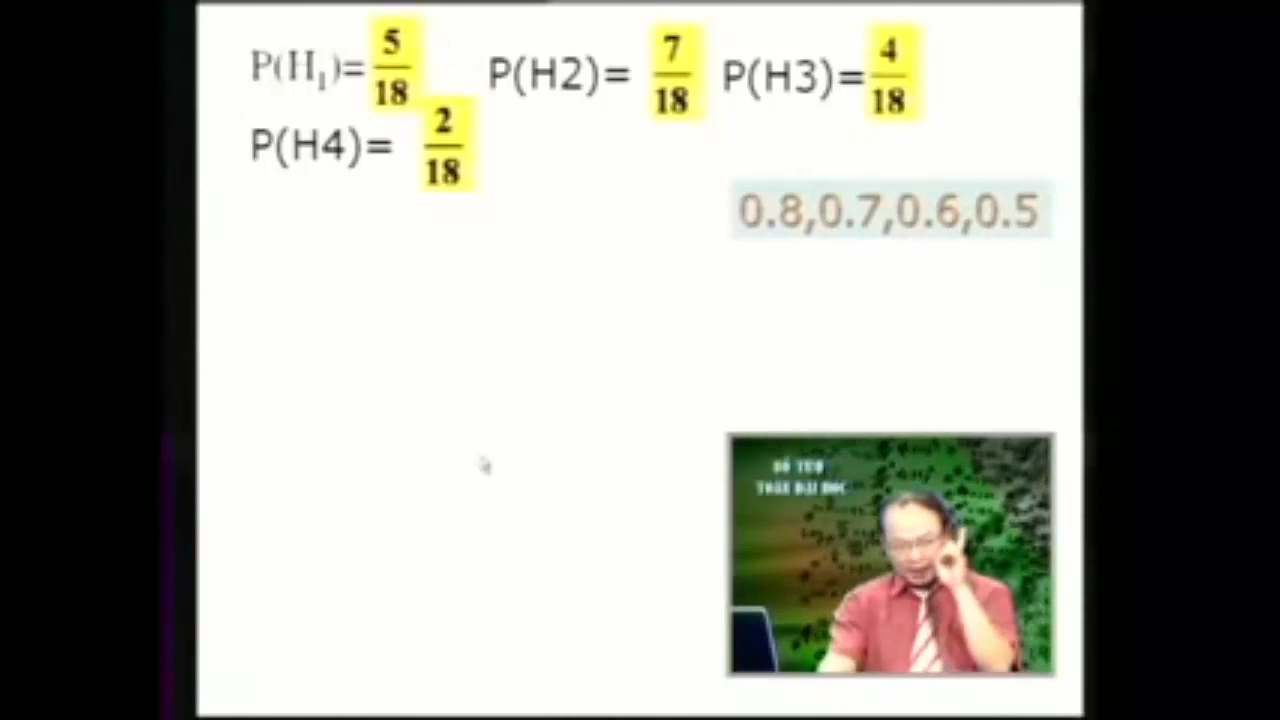 P(H₁)= 5/18 P(H2)= 7/18 P(H3)= 4/18
P(H4)= 2/18
0.8,0.7,0.6,0.5